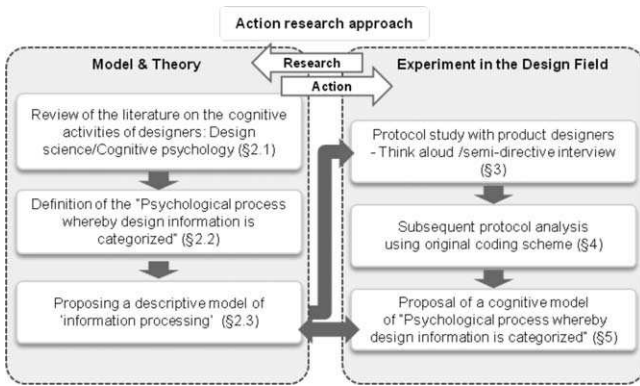 Action research approach
Research
Action
Model & Theory
Review of the literature on the cognitive
activities of designers: Design
science/Cognitive psychology (§2.1)
Definition of the "Psychological process
whereby design information is
categorized" (§2.2)
Proposing a descriptive model of
'information processing' (§2.3)
Experiment in the Design Field
Protocol study with product designers
- Think aloud /semi-directive interview
(§3)
Subsequent protocol analysis
using original coding scheme (§4)
Proposal of a cognitive model
of "Psychological process whereby
design information is categorized" (§5)